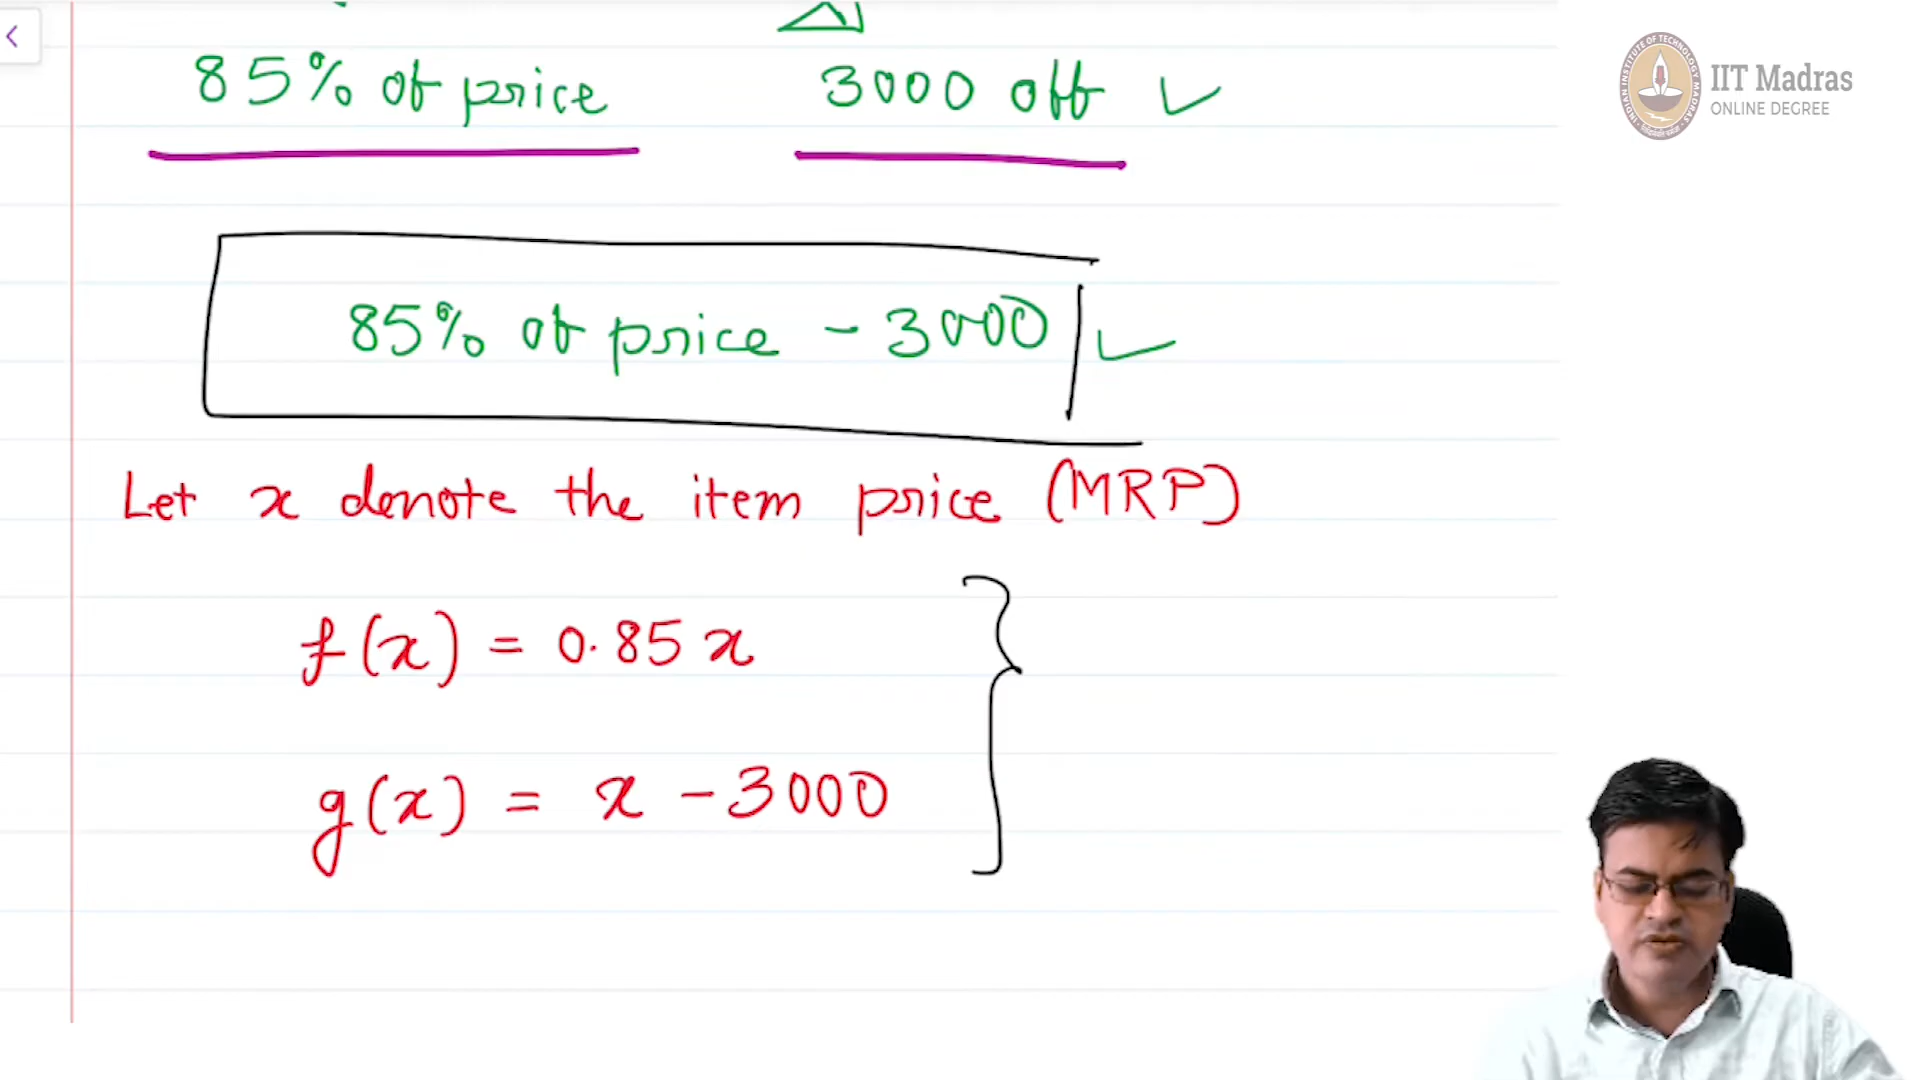 85% of price 3000 off
85% of price - 3000
Let x denote the item price (MRP)
f(x) = 0.85 x
g(x) = x - 3000
IIT Madras
ONLINE DEGREE